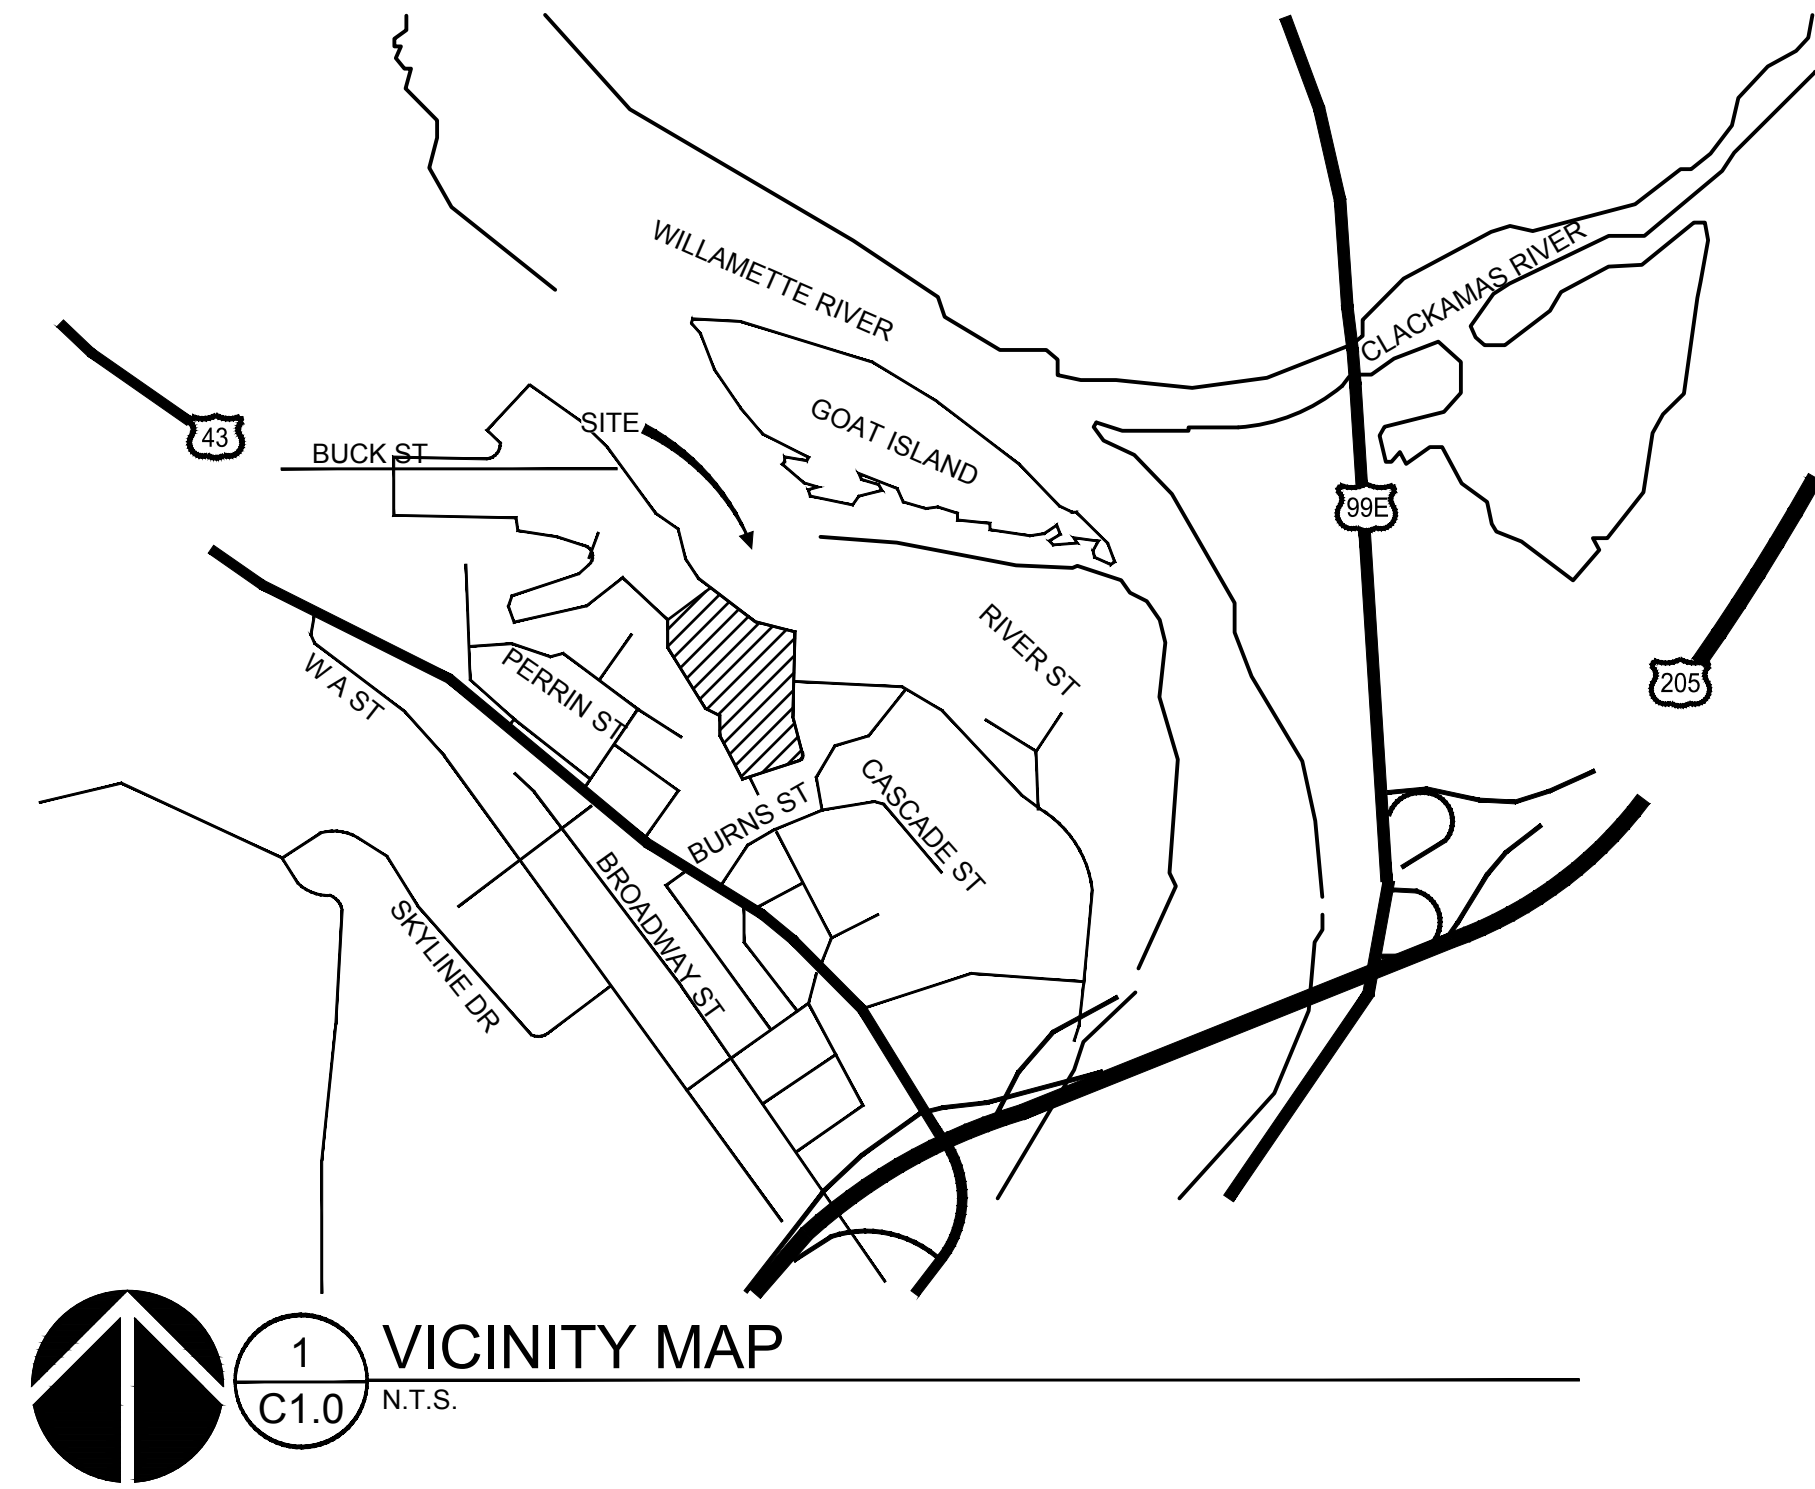 WILLAMETTE RIVER
CLACKAMAS RIVER
GOAT ISLAND
SITE
43
BUCK ST
99E
RIVER ST
205
W A ST
PERRIN ST
BURNS ST
CASCADE ST
BROADWAY ST
SKYLINE DR
1
C1.0
VICINITY MAP
N.T.S.